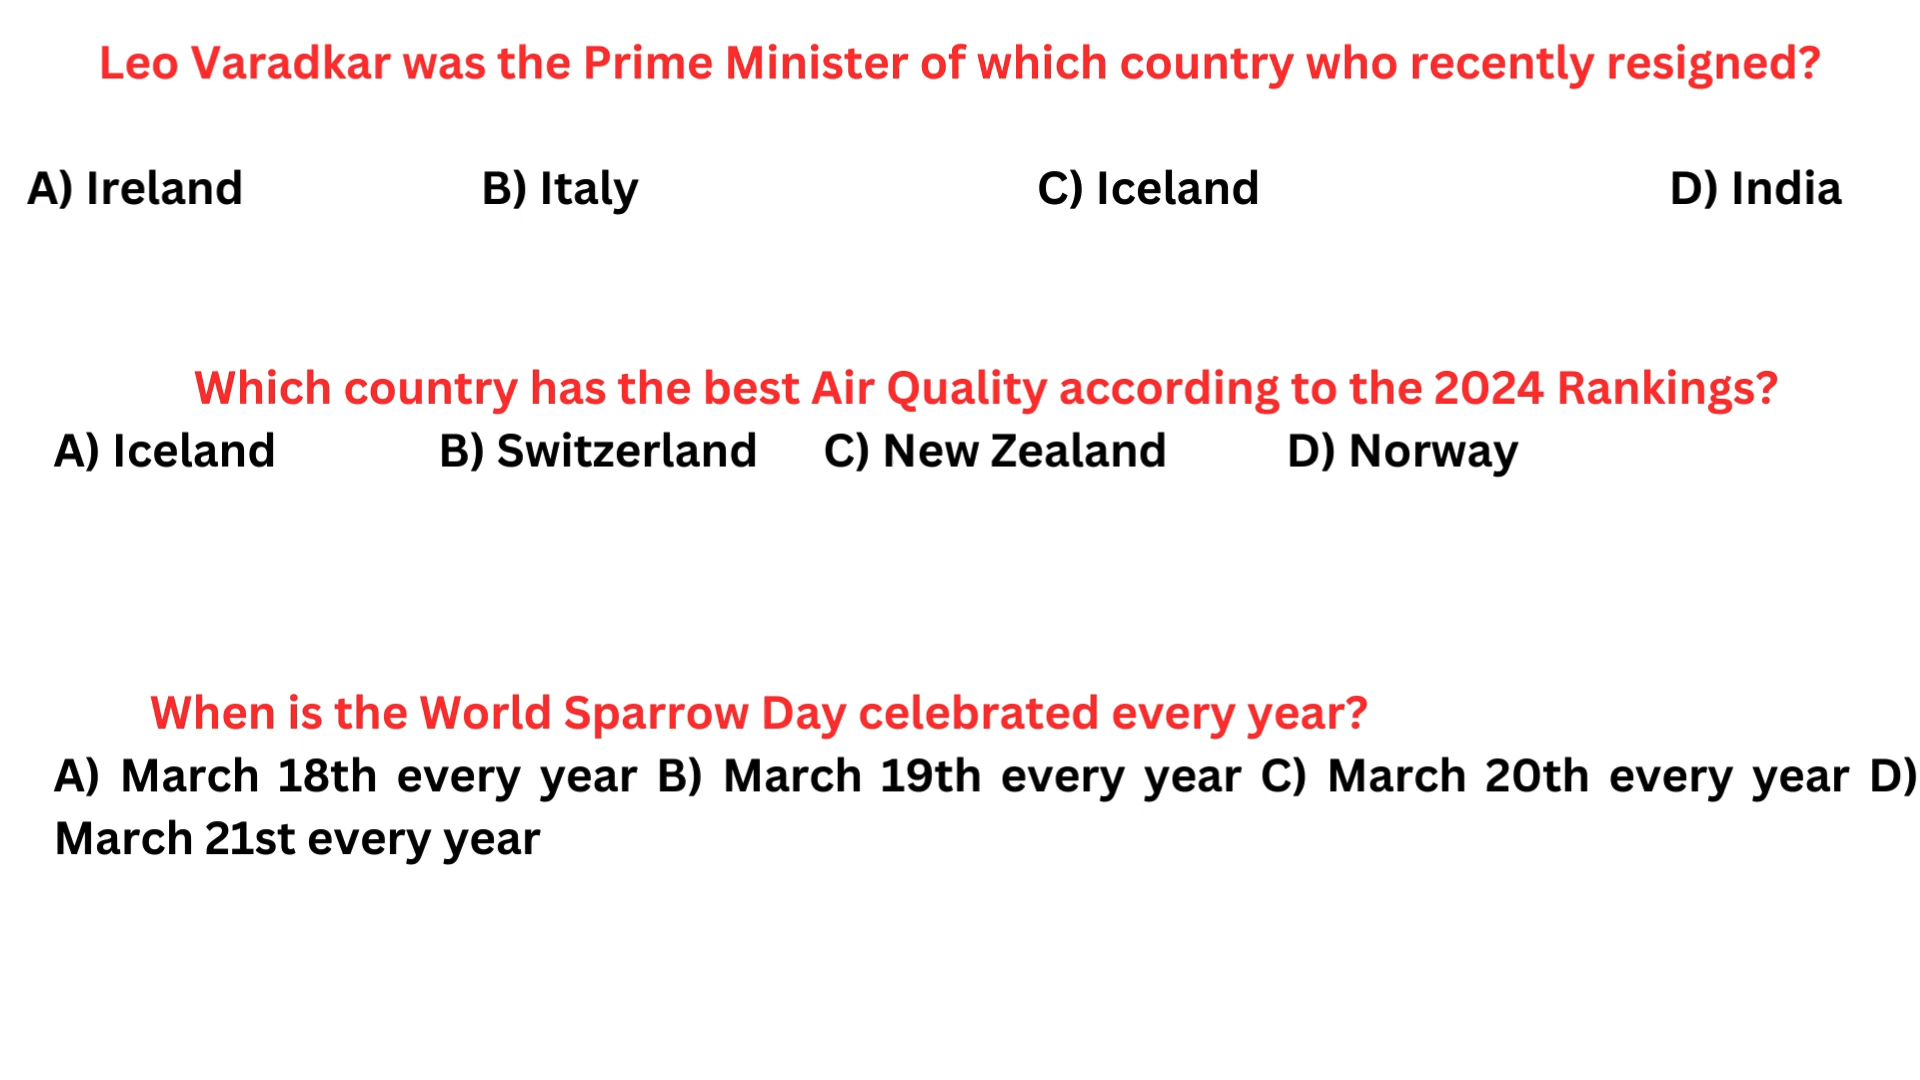 Leo Varadkar was the Prime Minister of which country who recently resigned?
A) Ireland B) Italy C) Iceland D) India
Which country has the best Air Quality according to the 2024 Rankings?
A) Iceland B) Switzerland C) New Zealand D) Norway
When is the World Sparrow Day celebrated every year?
A) March 18th every year B) March 19th every year C) March 20th every year D)
March 21st every year